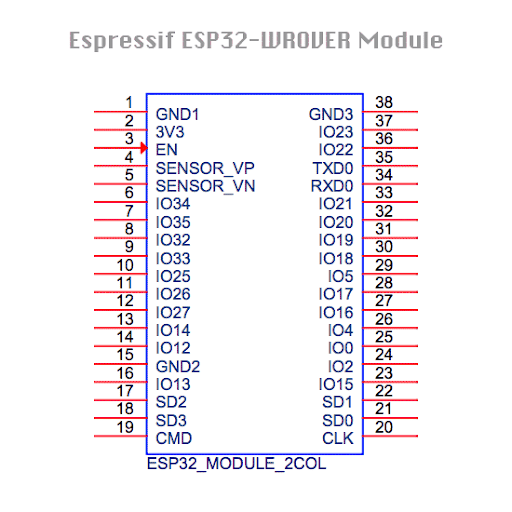 Espressif ESP32-WROVER Module
1 GND1 GND3 38
2 3V3 IO23 37
3 EN IO22 36
4 SENSOR_VP TXD0 35
5 SENSOR_VN RXD0 34
6 IO34 IO21 33
7 IO35 IO20 32
8 IO32 IO19 31
9 IO33 IO18 30
10 IO25 IO5 29
11 IO26 IO17 28
12 IO27 IO16 27
13 IO14 IO4 26
14 IO12 IO0 25
15 GND2 IO2 24
16 IO13 IO15 23
17 SD2 SD1 22
18 SD3 SD0 21
19 CMD CLK 20
ESP32_MODULE_2COL